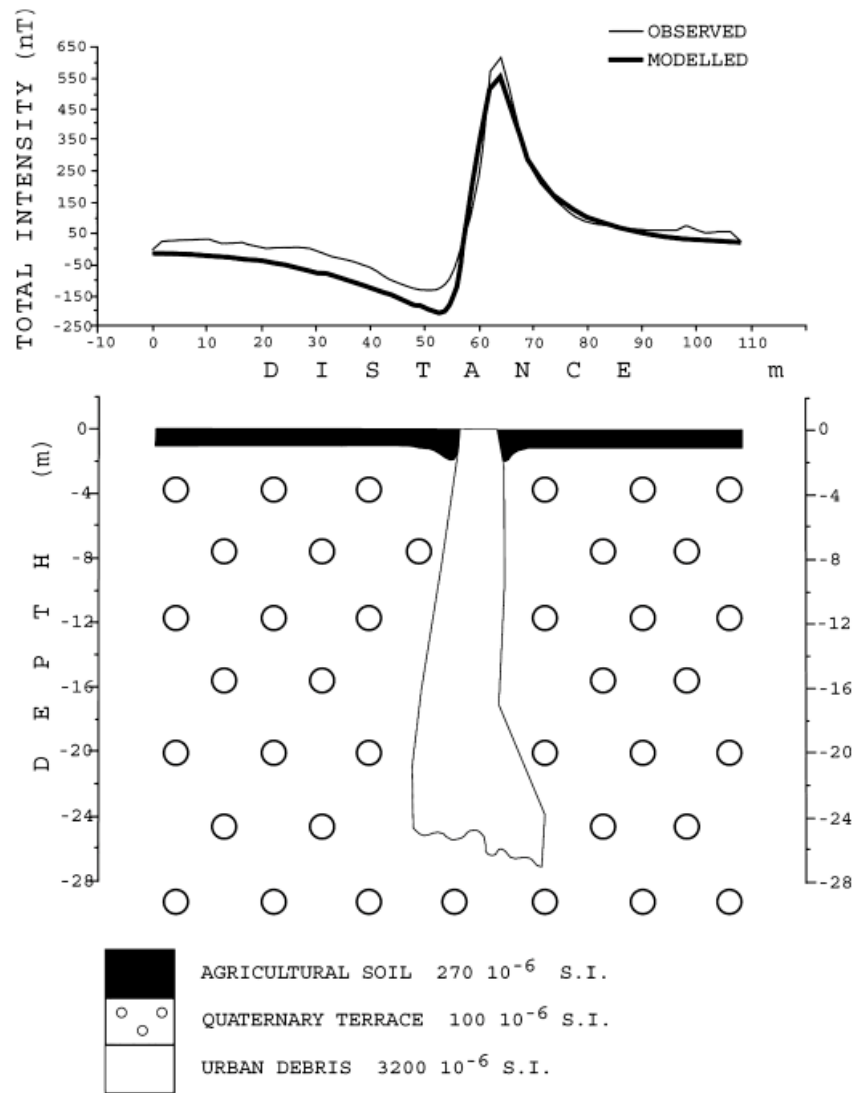 TOTAL INTENSITY (nT)
650
550
450
350
250
150
50
-50
-150
-250
OBSERVED
MODELLED
-10 0 10 20 30 40 50 60 70 80 90 100 110
DISTANCE m
DEPTH (m)
0
-4
-8
-12
-16
-20
-24
-28
0
-4
-8
-12
-16
-20
-24
-28
AGRICULTURAL SOIL 270 10⁻⁶ S.I.
QUATERNARY TERRACE 100 10⁻⁶ S.I.
URBAN DEBRIS 3200 10⁻⁶ S.I.